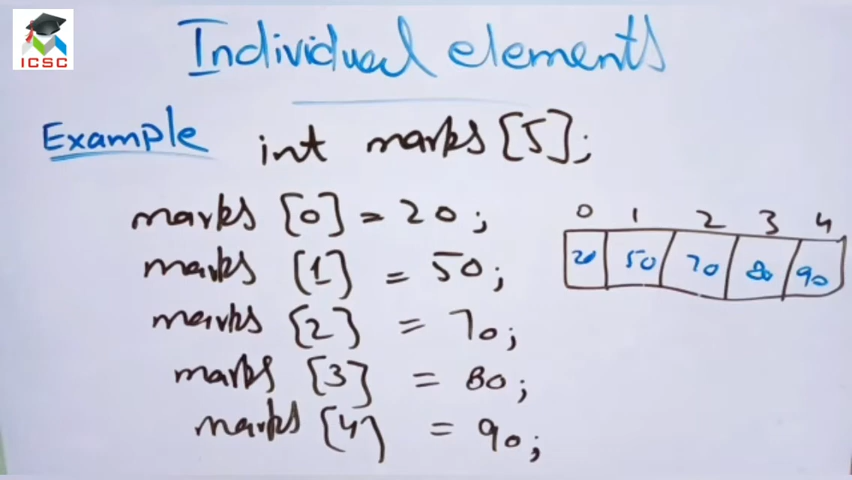 ICSC
Individual elements
Example int marks [5];
marks [0] = 20;
marks [1] = 50;
marks [2] = 70;
marks [3] = 80;
marks [4] = 90;
0 1 2 3 4
20 50 70 80 90